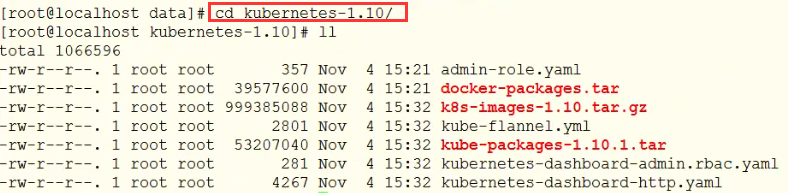 [root@localhost data]# cd kubernetes-1.10/
[root@localhost kubernetes-1.10]# ll
total 1066596
-rw-r--r--. 1 root root       357 Nov  4 15:21 admin-role.yaml
-rw-r--r--. 1 root root  39577600 Nov  4 15:21 docker-packages.tar
-rw-r--r--. 1 root root 999385088 Nov  4 15:32 k8s-images-1.10.tar.gz
-rw-r--r--. 1 root root      2801 Nov  4 15:32 kube-flannel.yml
-rw-r--r--. 1 root root  53207040 Nov  4 15:32 kube-packages-1.10.1.tar
-rw-r--r--. 1 root root       281 Nov  4 15:32 kubernetes-dashboard-admin.rbac.yaml
-rw-r--r--. 1 root root      4267 Nov  4 15:32 kubernetes-dashboard-http.yaml